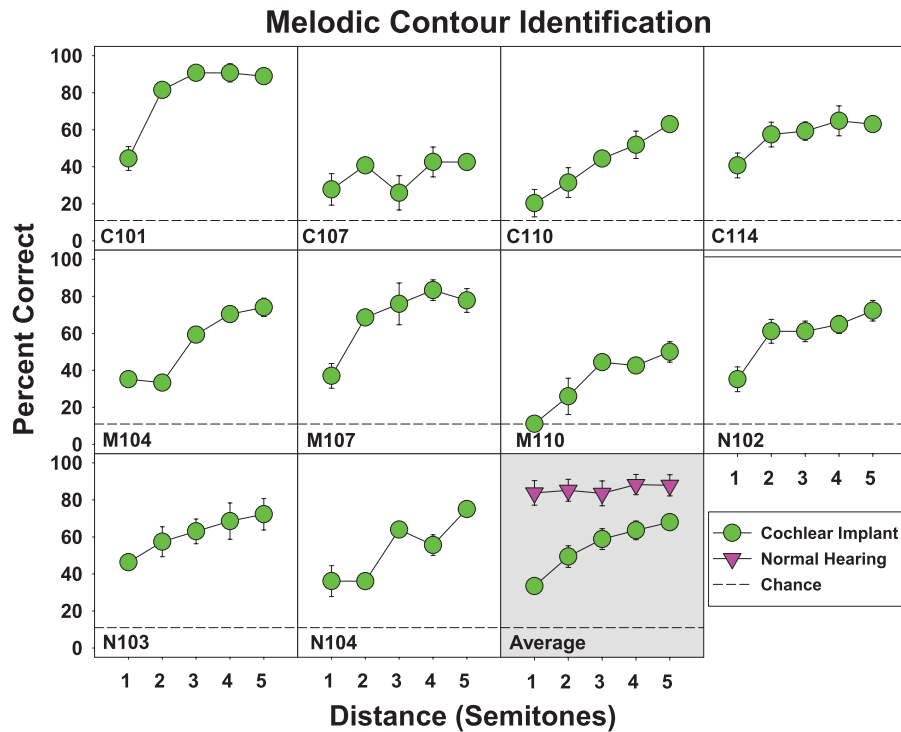 Melodic Contour Identification
Percent Correct
100
80
60
40
20
0
C101
C107
C110
C114
100
80
60
40
20
0
M104
M107
M110
N102
1 2 3 4 5
100
80
60
40
20
0
N103
N104
Average
Cochlear Implant
Normal Hearing
Chance
1 2 3 4 5
1 2 3 4 5
1 2 3 4 5
Distance (Semitones)